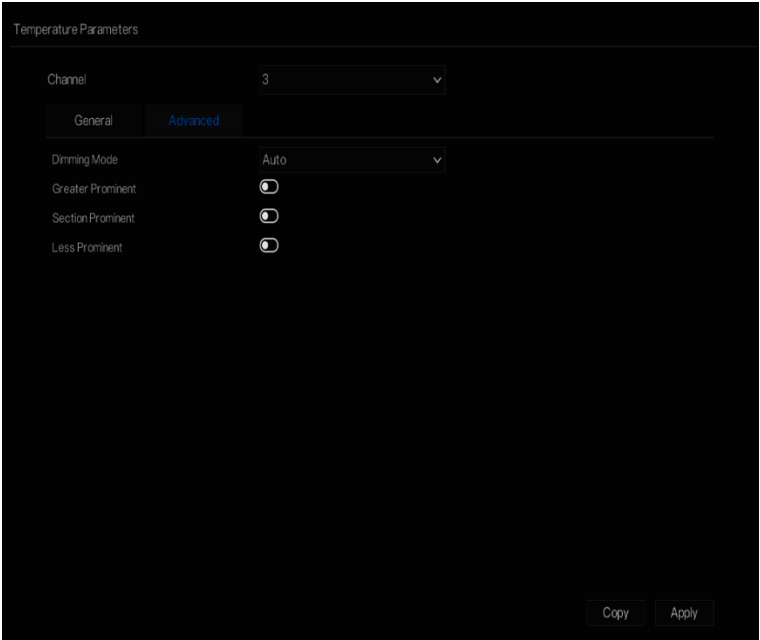 Temperature Parameters
Channel 3
General Advanced
Dimming Mode Auto
Greater Prominent
Section Prominent
Less Prominent
Copy Apply